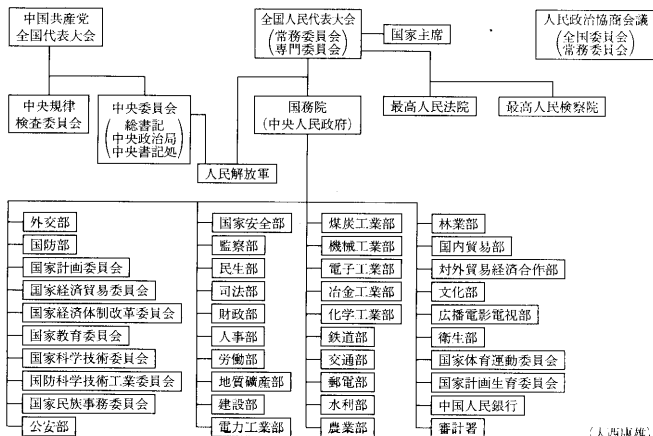 中国共産党
全国代表大会
全国人民代表大会
(常務委員会)
(専門委員会)
国家主席
人民政治協商会議
(全国委員会)
(常務委員会)
中央規律
検査委員会
中央委員会
(総書記
中央政治局
中央書記処)
人民解放軍
国務院
(中央人民政府)
最高人民法院
最高人民検察院
外交部
国防部
国家計画委員会
国家経済貿易委員会
国家経済体制改革委員会
国家教育委員会
国家科学技術委員会
国防科学技術工業委員会
国家民族事務委員会
公安部
国家安全部
監察部
民生部
司法部
財政部
人事部
労働部
地質礦産部
建設部
電力工業部
煤炭工業部
機械工業部
電子工業部
冶金工業部
化学工業部
鉄道部
交通部
郵電部
水利部
農業部
林業部
国内貿易部
対外貿易経済合作部
文化部
広播電影電視部
衛生部
国家体育運動委員会
国家計画生育委員会
中国人民銀行
審計署
(大西康雄)